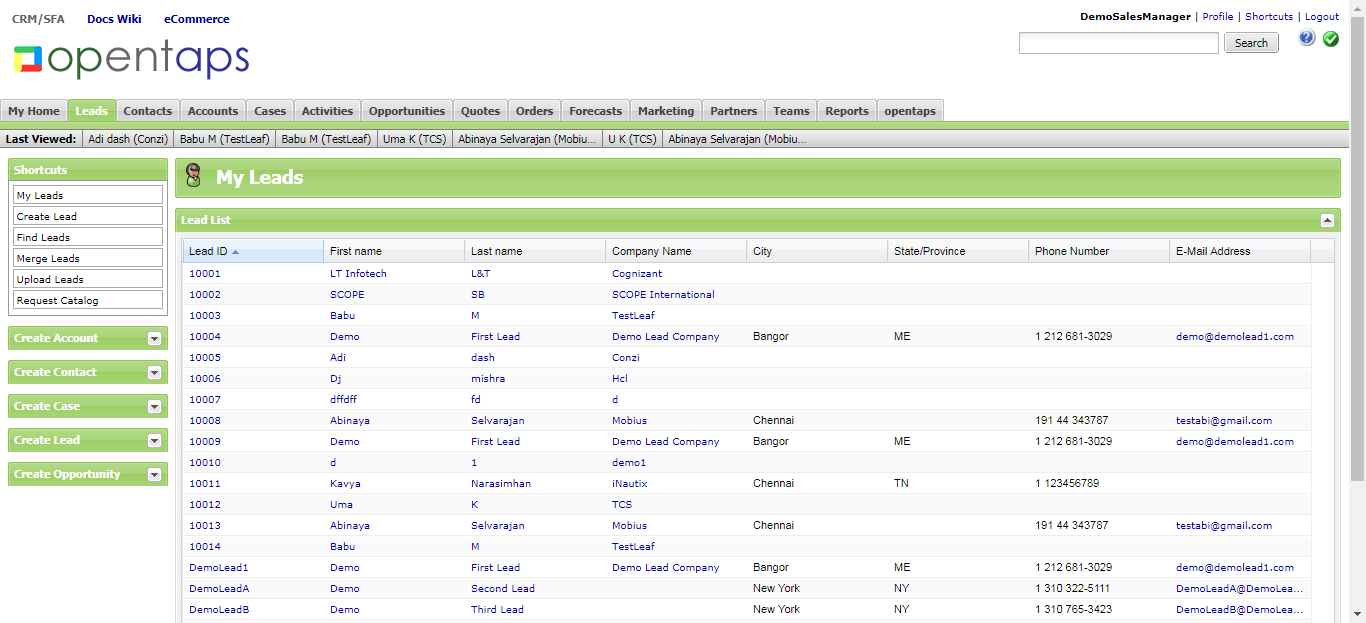 CRM/SFA Docs Wiki eCommerce
DemoSalesManager | Profile | Shortcuts | Logout
opentaps
Search
My Home Leads Contacts Accounts Cases Activities Opportunities Quotes Orders Forecasts Marketing Partners Teams Reports opentaps
Last Viewed: Adi dash (Conzi) Babu M (TestLeaf) Babu M (TestLeaf) Uma K (TCS) Abinaya Selvarajan (Mobiu... U K (TCS) Abinaya Selvarajan (Mobiu...
Shortcuts
My Leads
Create Lead
Find Leads
Merge Leads
Upload Leads
Request Catalog
Create Account
Create Contact
Create Case
Create Lead
Create Opportunity
My Leads
Lead List
Lead ID First name Last name Company Name City State/Province Phone Number E-Mail Address
10001 LT Infotech L&T Cognizant
10002 SCOPE SB SCOPE International
10003 Babu M TestLeaf
10004 Demo First Lead Demo Lead Company Bangor ME 1 212 681-3029 demo@demolead1.com
10005 Adi dash Conzi
10006 Dj mishra Hcl
10007 dffdff fd d
10008 Abinaya Selvarajan Mobius Chennai 191 44 343787 testabi@gmail.com
10009 Demo First Lead Demo Lead Company Bangor ME 1 212 681-3029 demo@demolead1.com
10010 d 1 demo1
10011 Kavya Narasimhan iNautix Chennai TN 1 123456789
10012 Uma K TCS
10013 Abinaya Selvarajan Mobius Chennai 191 44 343787 testabi@gmail.com
10014 Babu M TestLeaf
DemoLead1 Demo First Lead Demo Lead Company Bangor ME 1 212 681-3029 demo@demolead1.com
DemoLeadA Demo Second Lead New York NY 1 310 322-5111 DemoLeadA@DemoLea...
DemoLeadB Demo Third Lead New York NY 1 310 765-3423 DemoLeadB@DemoLea...